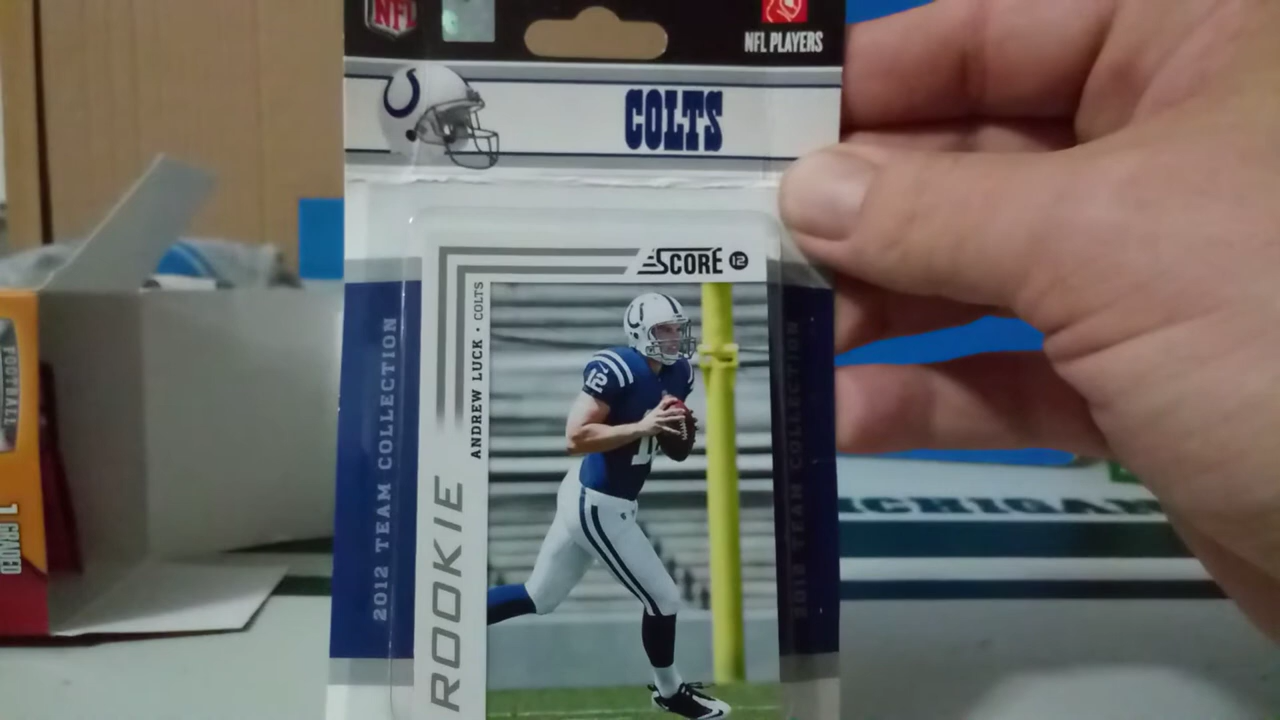 NFL
NFL PLAYERS
COLTS
SCORE 12
ANDREW LUCK · COLTS
ROOKIE
12
2012 TEAM COLLECTION
2012 TEAM COLLECTION
FOOTBALL
1 GRADED
MICHIGAN